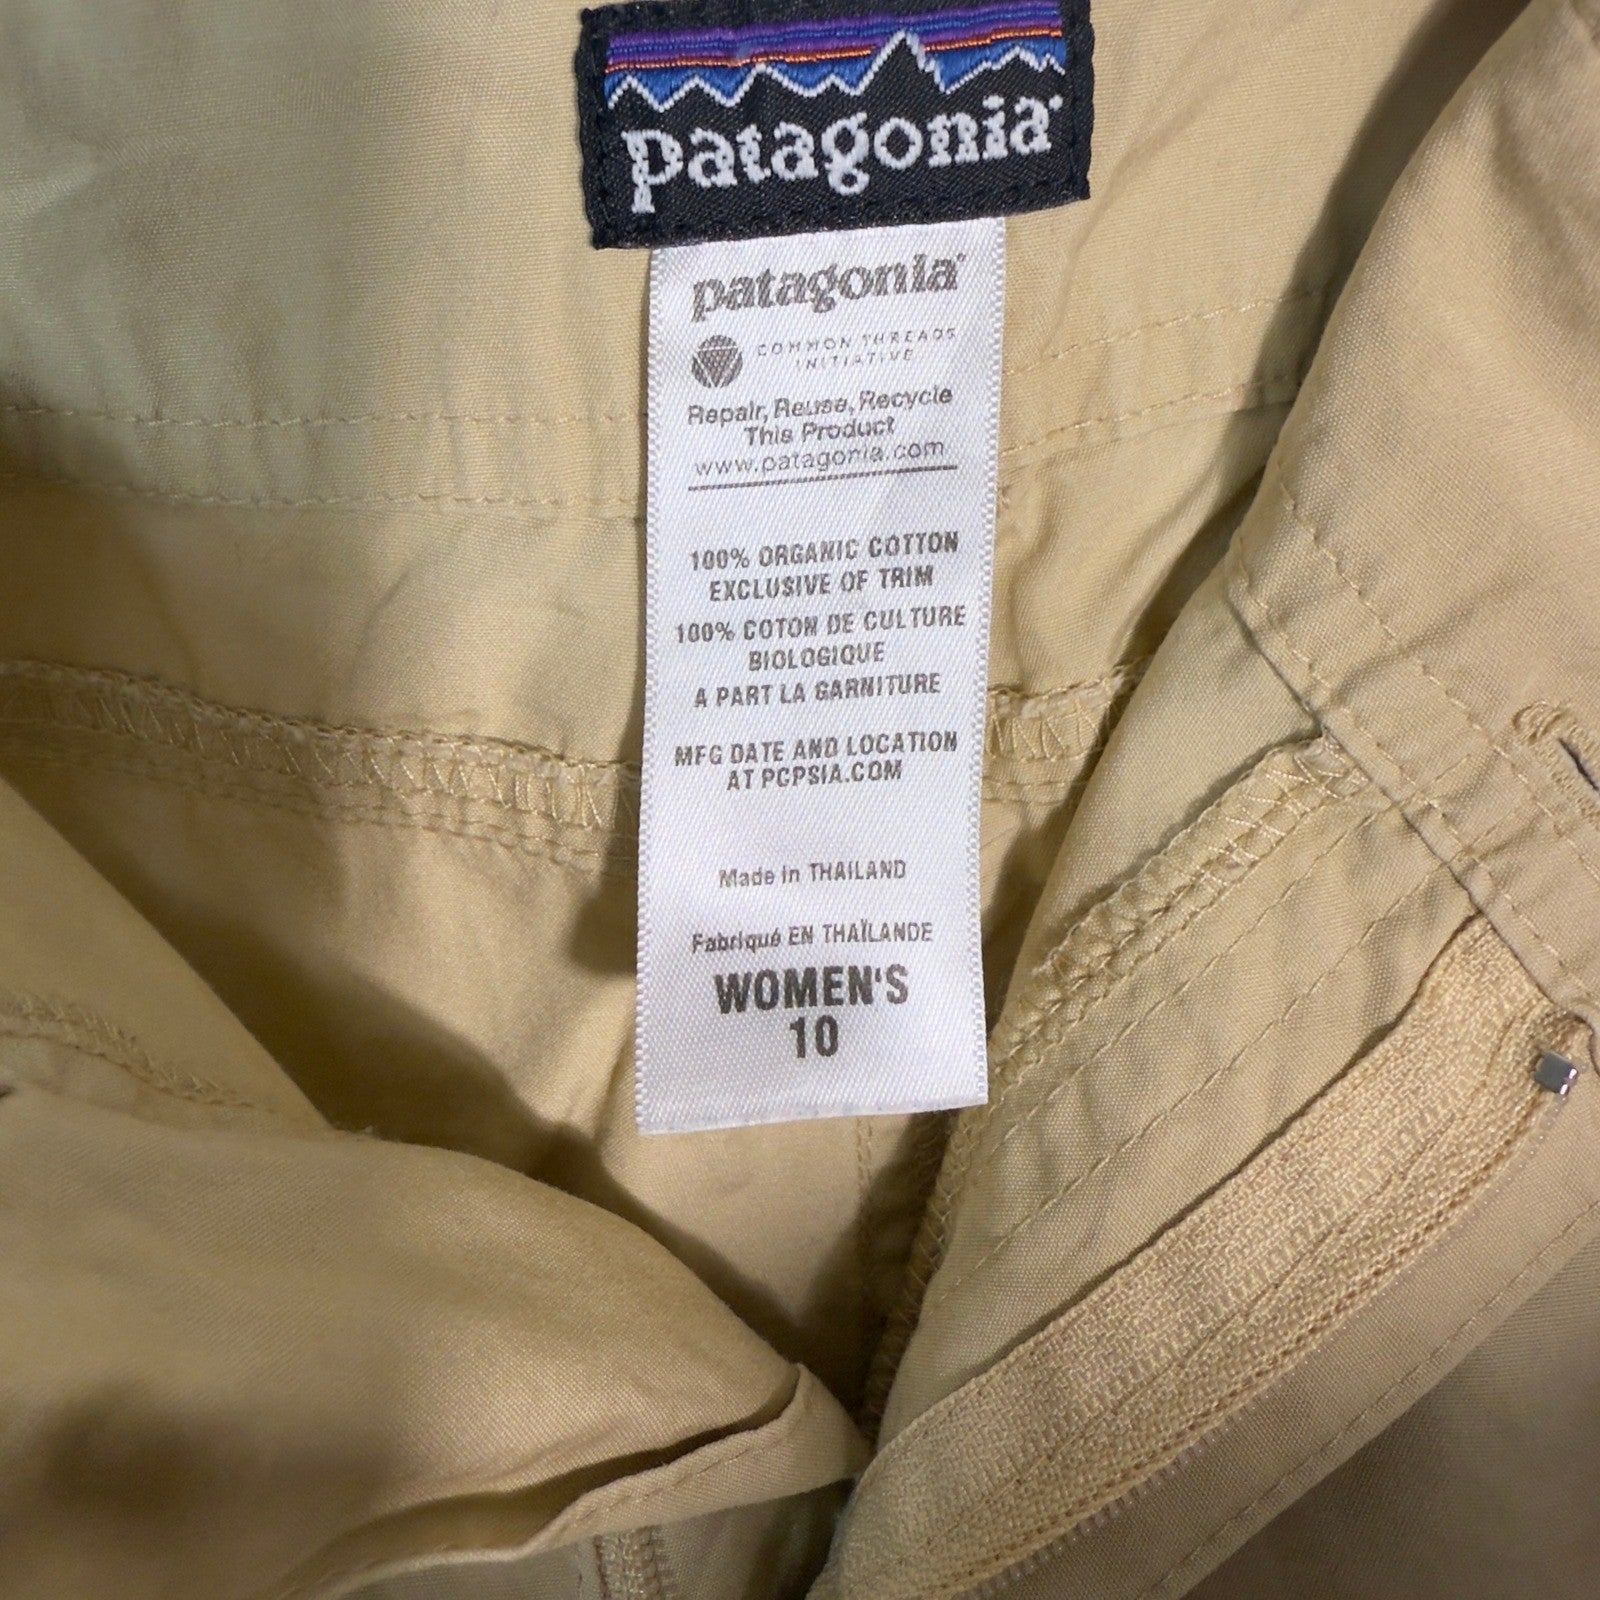 patagonia®
patagonia®
COMMON THREADS
INITIATIVE
Repair, Reuse, Recycle
This Product
www.patagonia.com
100% ORGANIC COTTON
EXCLUSIVE OF TRIM
100% COTON DE CULTURE
BIOLOGIQUE
A PART LA GARNITURE
MFG DATE AND LOCATION
AT PCPSIA.COM
Made in THAILAND
Fabriqué EN THAÏLANDE
WOMEN'S
10